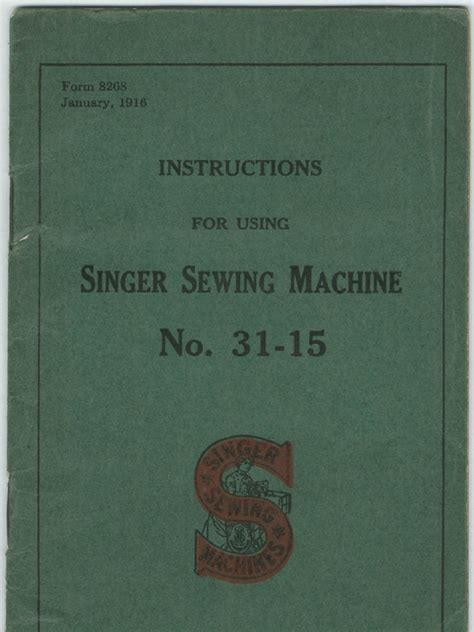 Form 8268
January, 1916
INSTRUCTIONS
FOR USING
SINGER SEWING MACHINE
No. 31-15
SINGER
SEWING
MACHINES